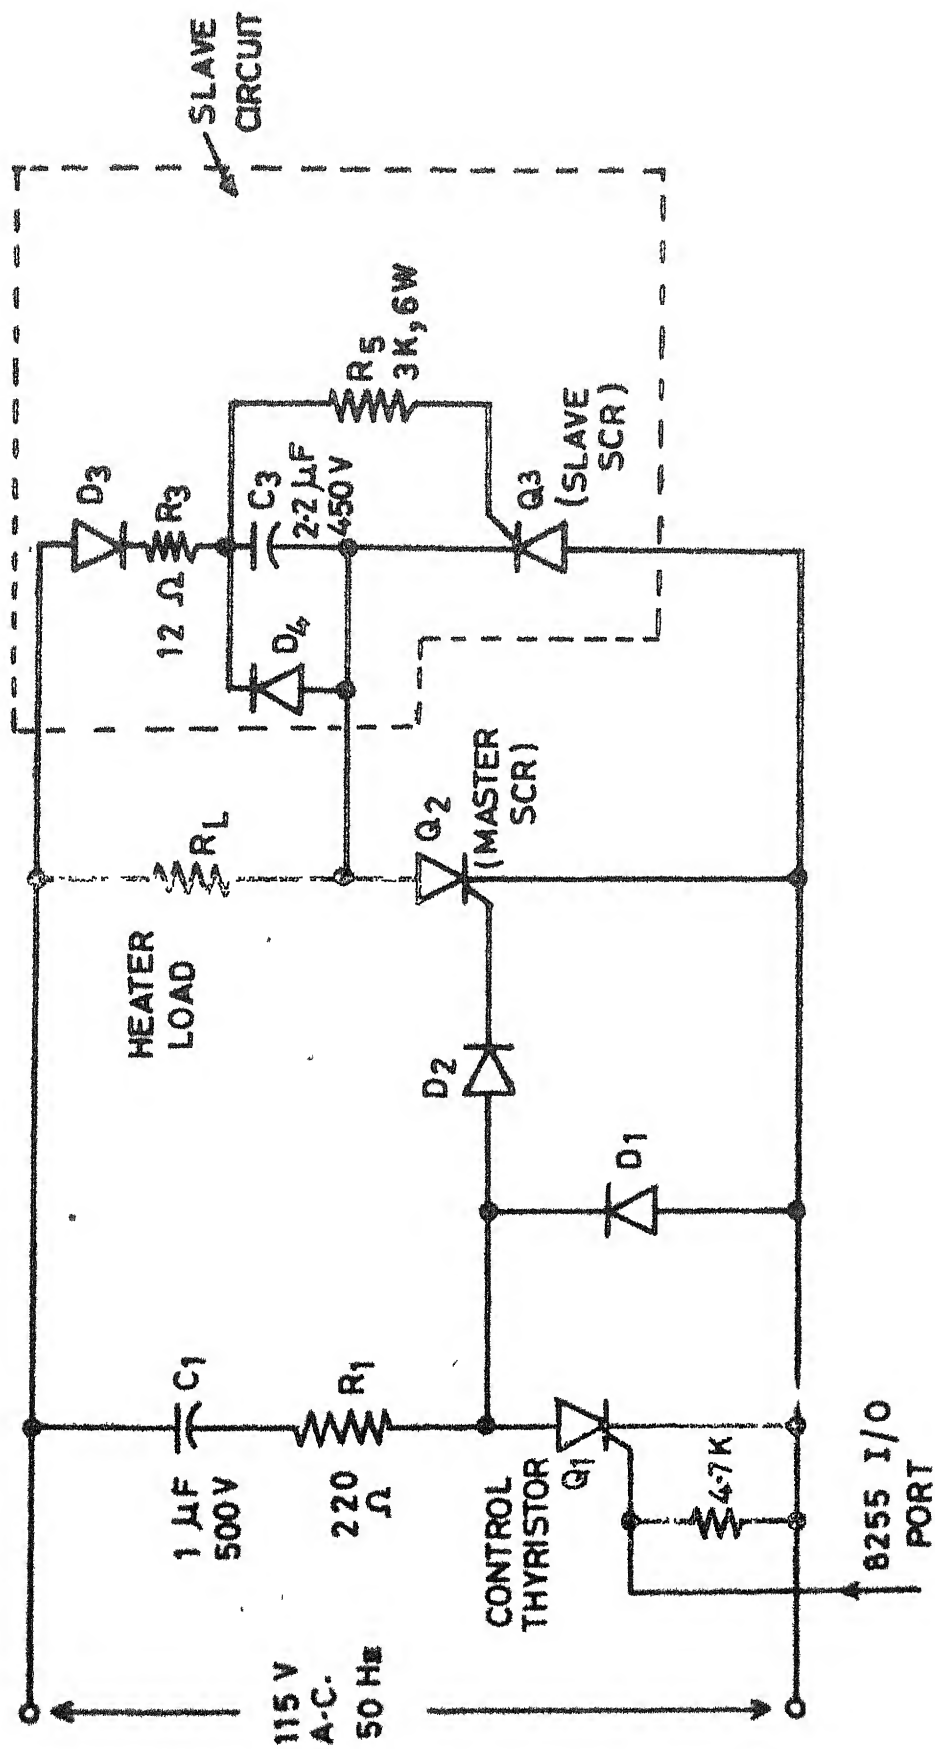 115 V
A·C·
50 Hz
1 μF
500V
C1
220
Ω
R1
CONTROL
THYRISTOR
Q1
4·7K
8255 I/O
PORT
D1
D2
HEATER
LOAD
RL
Q2
(MASTER
SCR)
D3
12 Ω
R3
D4
C3
2·2 μF
450V
R5
3K, 6W
Q3
(SLAVE
SCR)
SLAVE
CIRCUIT